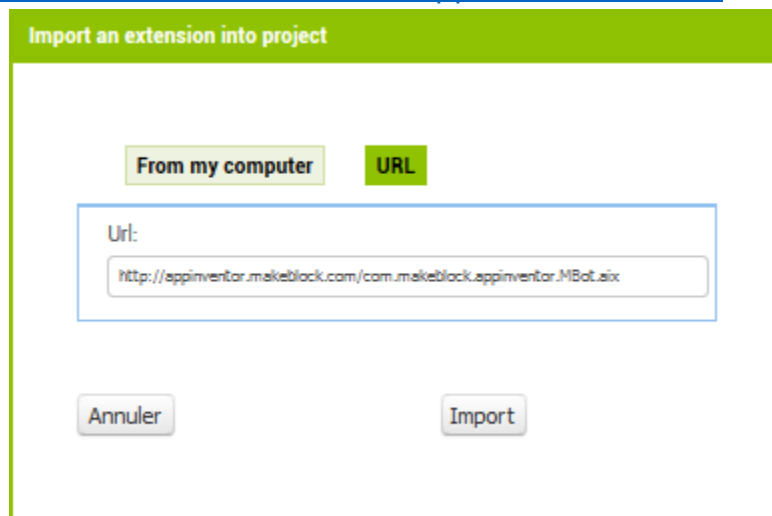 Import an extension into project
From my computer URL
Url:
http://appinventor.makeblock.com/com.makeblock.appinventor.MBot.aix
Annuler Import